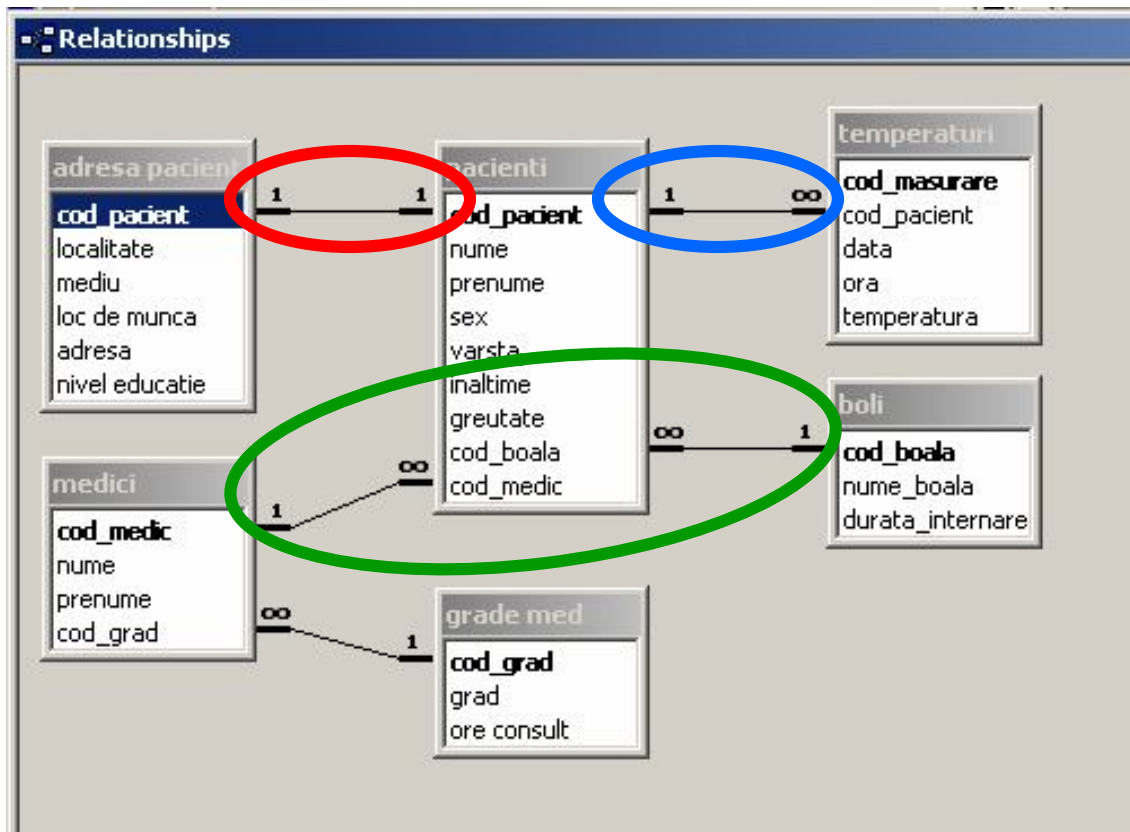 Relationships
adresa pacient
cod_pacient
localitate
mediu
loc de munca
adresa
nivel educatie
1
1
pacienti
cod_pacient
nume
prenume
sex
varsta
inaltime
greutate
cod_boala
cod_medic
1
∞
temperaturi
cod_masurare
cod_pacient
data
ora
temperatura
medici
cod_medic
nume
prenume
cod_grad
1
∞
∞
1
boli
cod_boala
nume_boala
durata_internare
∞
1
grade med
cod_grad
grad
ore consult